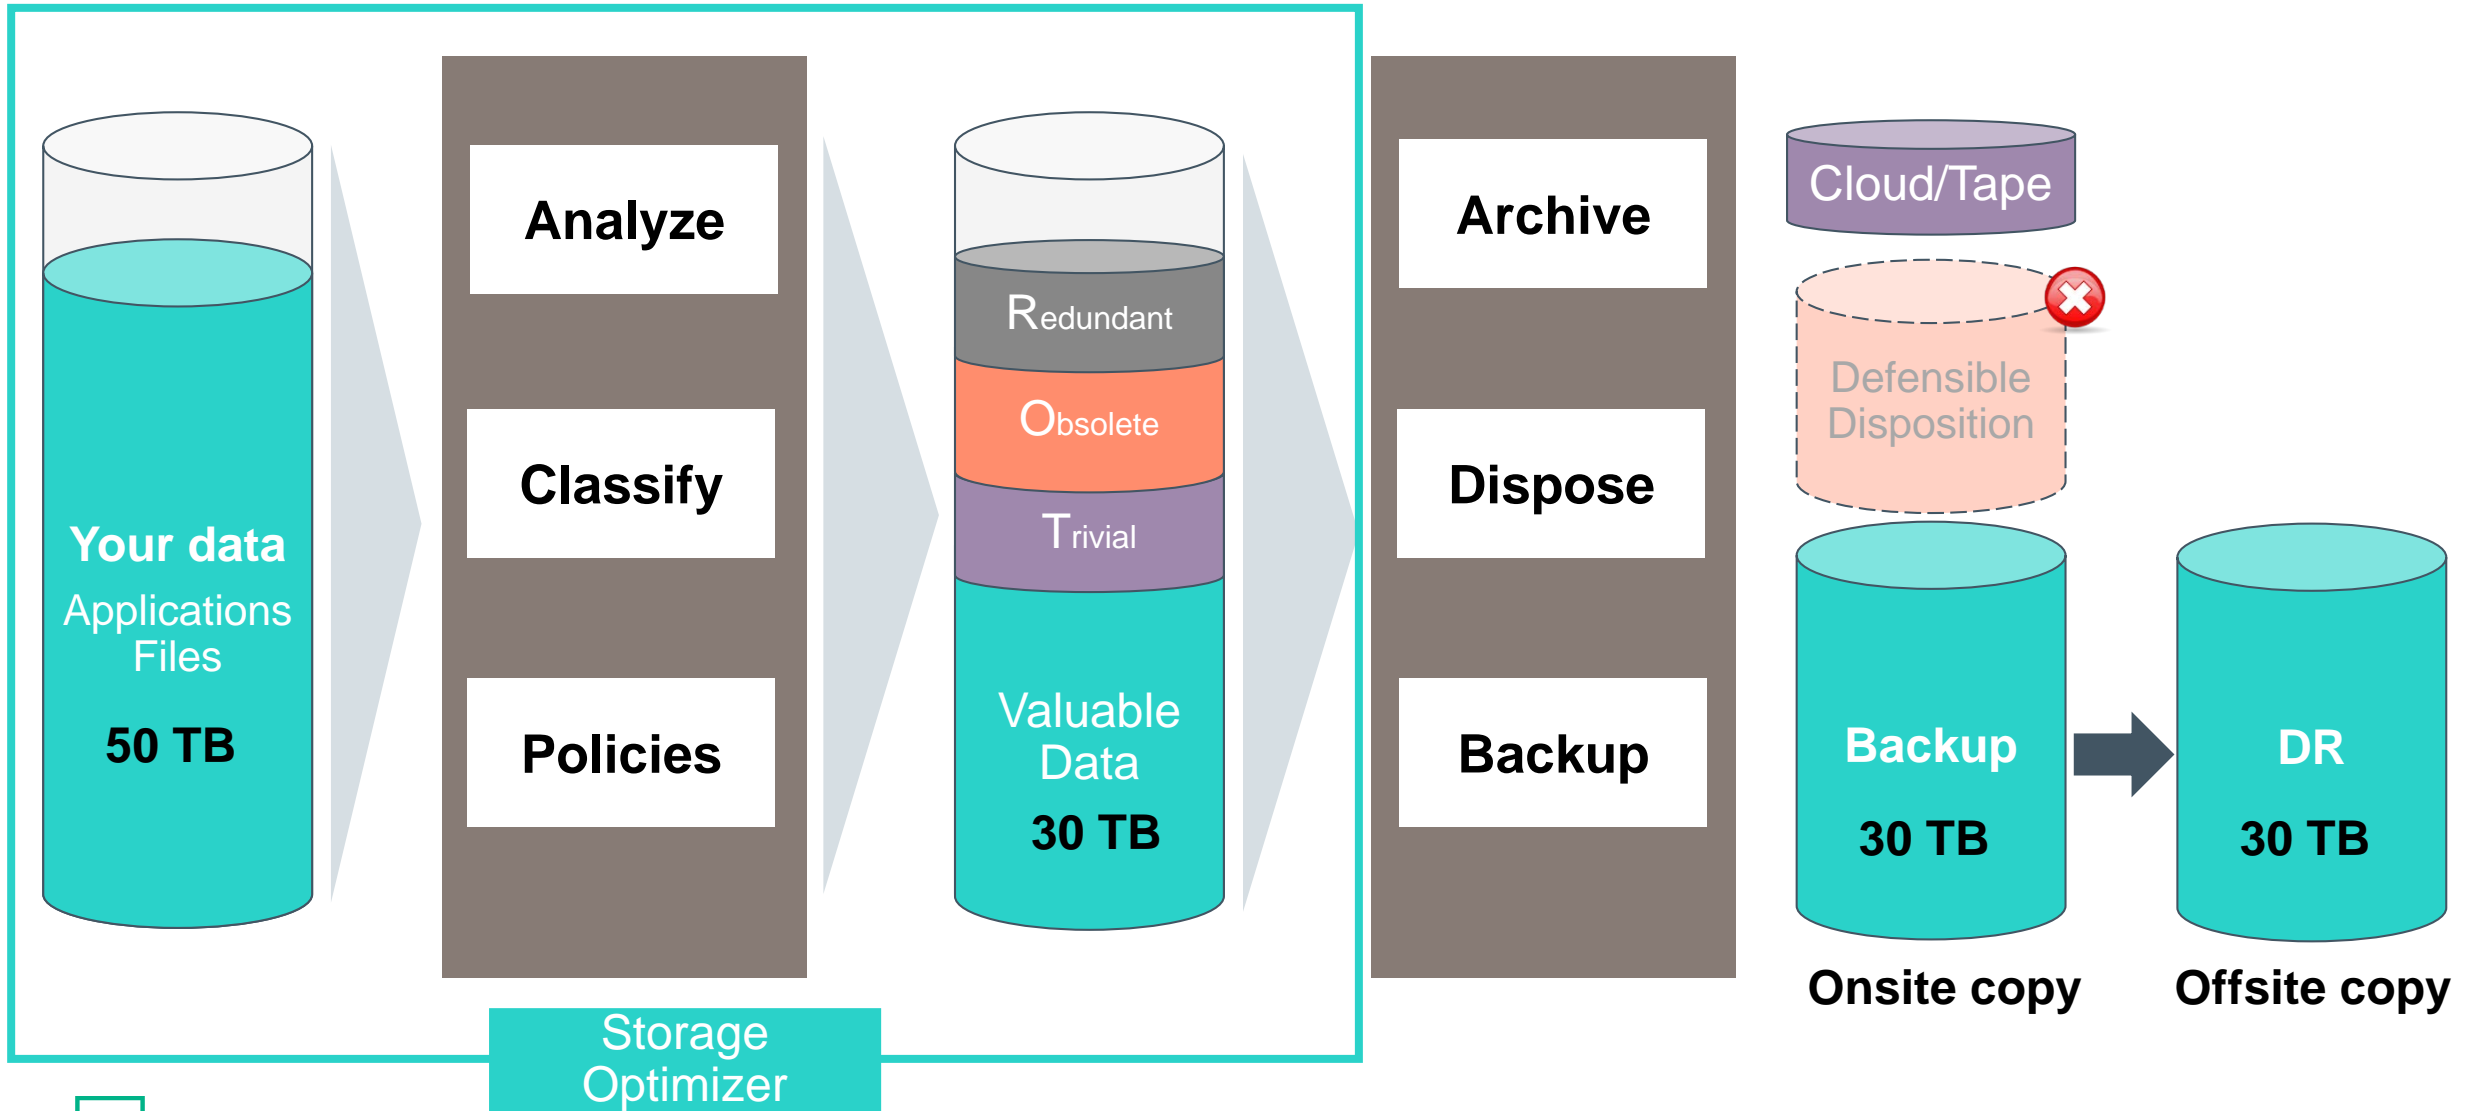 Your data
Applications
Files
50 TB
Analyze
Classify
Policies
Redundant
Obsolete
Trivial
Valuable
Data
30 TB
Storage
Optimizer
Archive
Dispose
Backup
Cloud/Tape
Defensible
Disposition
Backup
30 TB
Onsite copy
DR
30 TB
Offsite copy